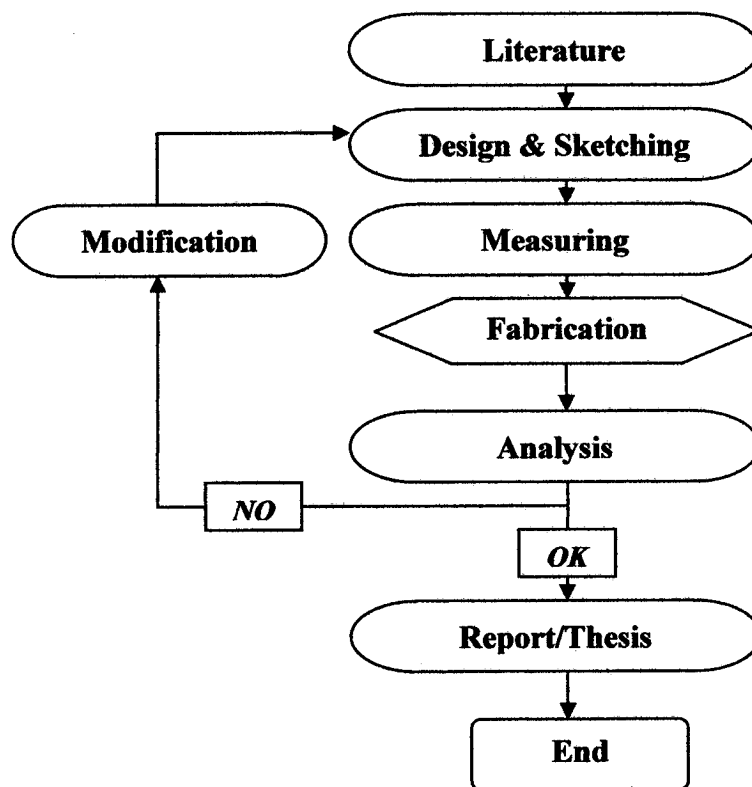 Literature
Design & Sketching
Modification
Measuring
Fabrication
Analysis
NO
OK
Report/Thesis
End